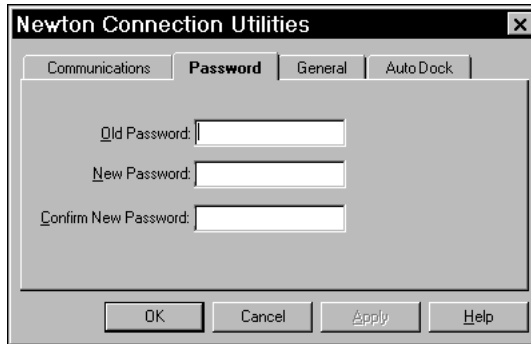 Newton Connection Utilities
Communications Password General Auto Dock
Old Password:
New Password:
Confirm New Password:
OK Cancel Apply Help